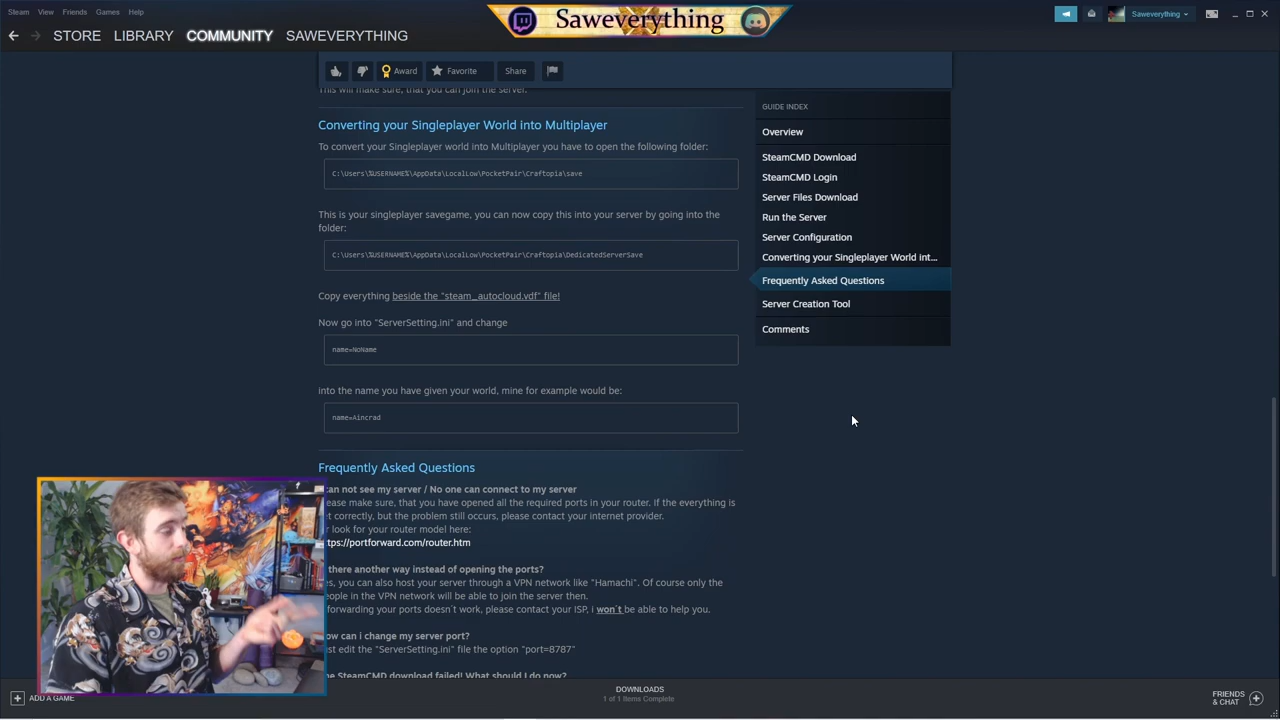 Steam View Friends Games Help
Saweverything
Saweverything
STORE LIBRARY COMMUNITY SAWEVERYTHING
Award Favorite Share
This will make sure, that you can join the server.
Converting your Singleplayer World into Multiplayer
To convert your Singleplayer world into Multiplayer you have to open the following folder:
C:\Users\%USERNAME%\AppData\LocalLow\PocketPair\Craftopia\save
This is your singleplayer savegame, you can now copy this into your server by going into the
folder:
C:\Users\%USERNAME%\AppData\LocalLow\PocketPair\Craftopia\DedicatedServerSave
Copy everything beside the "steam_autocloud.vdf" file!
Now go into "ServerSetting.ini" and change
name=NoName
into the name you have given your world, mine for example would be:
name=Aincrad
Frequently Asked Questions
can not see my server / No one can connect to my server
ease make sure, that you have opened all the required ports in your router. If the everything is
t correctly, but the problem still occurs, please contact your internet provider.
r look for your router model here:
ttps://portforward.com/router.htm
there another way instead of opening the ports?
es, you can also host your server through a VPN network like "Hamachi". Of course only the
eople in the VPN network will be able to join the server then.
forwarding your ports doesn´t work, please contact your ISP, i won´t be able to help you.
ow can i change my server port?
st edit the "ServerSetting.ini" file the option "port=8787"
he SteamCMD download failed! What should I do now?
GUIDE INDEX
Overview
SteamCMD Download
SteamCMD Login
Server Files Download
Run the Server
Server Configuration
Converting your Singleplayer World int...
Frequently Asked Questions
Server Creation Tool
Comments
ADD A GAME
DOWNLOADS
1 of 1 Items Complete
FRIENDS
& CHAT